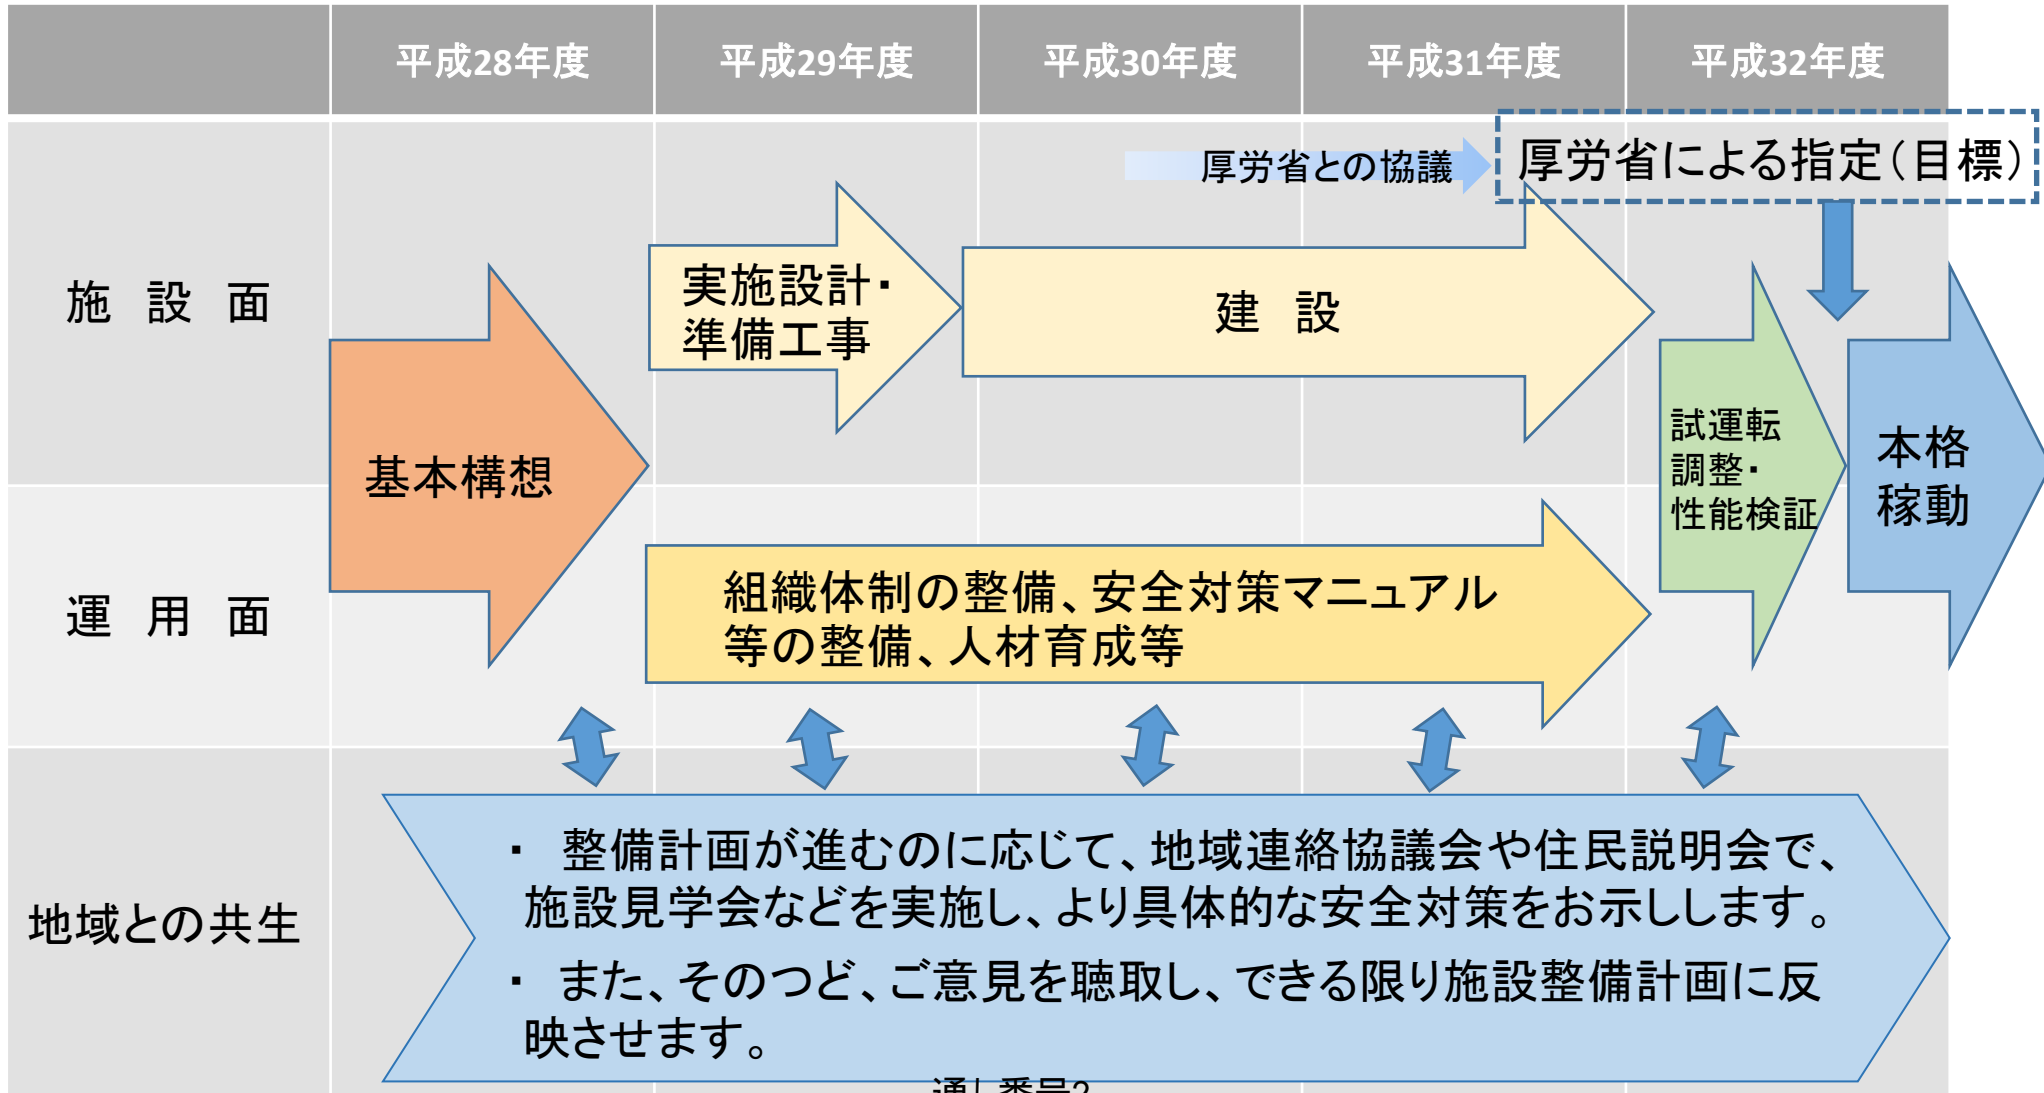 平成28年度
平成29年度
平成30年度
平成31年度
平成32年度
厚労省との協議
厚労省による指定(目標)
施 設 面
実施設計・
準備工事
建 設
基本構想
試運転
調整・
性能検証
本格
稼動
運 用 面
組織体制の整備、安全対策マニュアル
等の整備、人材育成等
地域との共生
・ 整備計画が進むのに応じて、地域連絡協議会や住民説明会で、
施設見学会などを実施し、より具体的な安全対策をお示しします。
・ また、そのつど、ご意見を聴取し、できる限り施設整備計画に反
映させます。
通し番号2